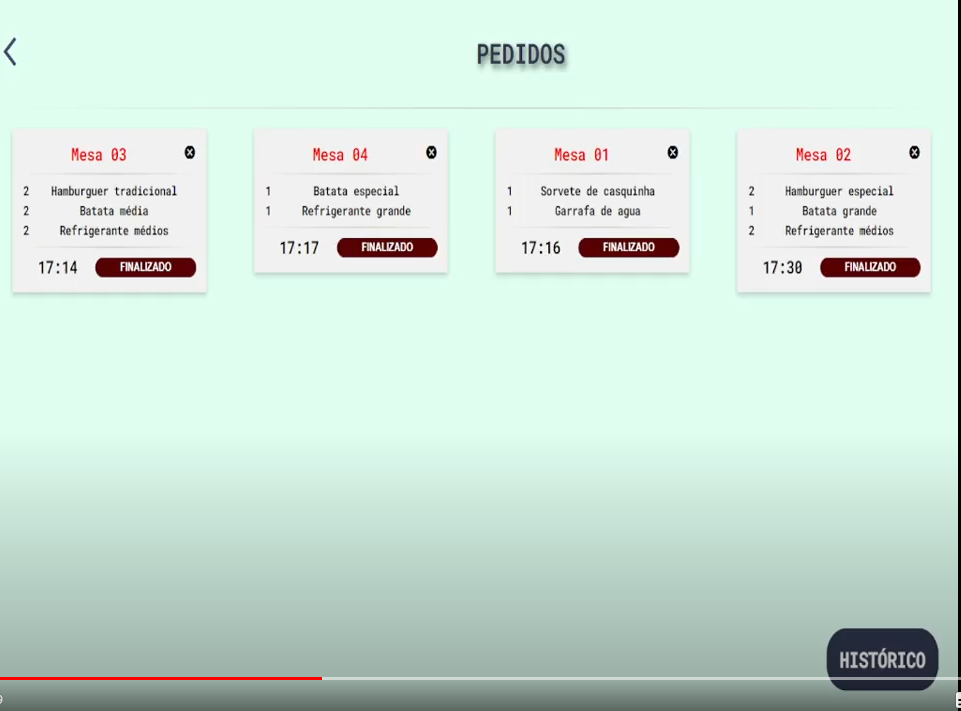 PEDIDOS
Mesa 03
2 Hamburguer tradicional
2 Batata média
2 Refrigerante médios
17:14 FINALIZADO
Mesa 04
1 Batata especial
1 Refrigerante grande
17:17 FINALIZADO
Mesa 01
1 Sorvete de casquinha
1 Garrafa de agua
17:16 FINALIZADO
Mesa 02
2 Hamburguer especial
1 Batata grande
2 Refrigerante médios
17:30 FINALIZADO
HISTÓRICO